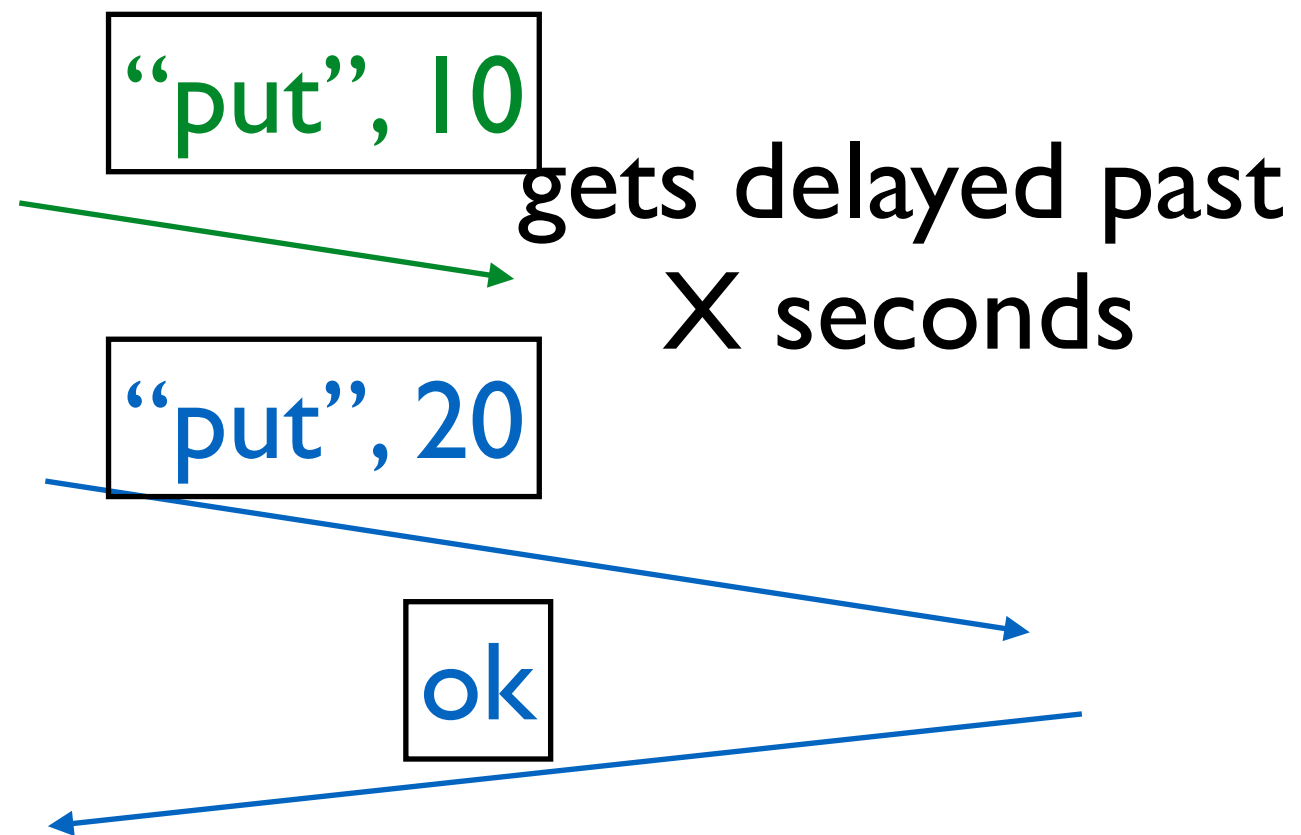 “put”, 10
gets delayed past
X seconds
“put”, 20
ok